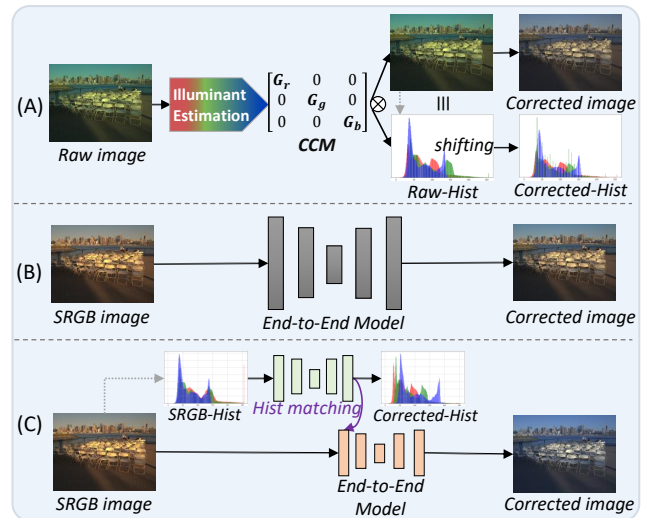 (A)
Raw image
Illuminant
Estimation
G_r 0 0
0 G_g 0
0 0 G_b
CCM
⊗
Corrected image
shifting
Raw-Hist
Corrected-Hist
(B)
SRGB image
End-to-End Model
Corrected image
(C)
SRGB-Hist
Hist matching
Corrected-Hist
SRGB image
End-to-End
Model
Corrected image